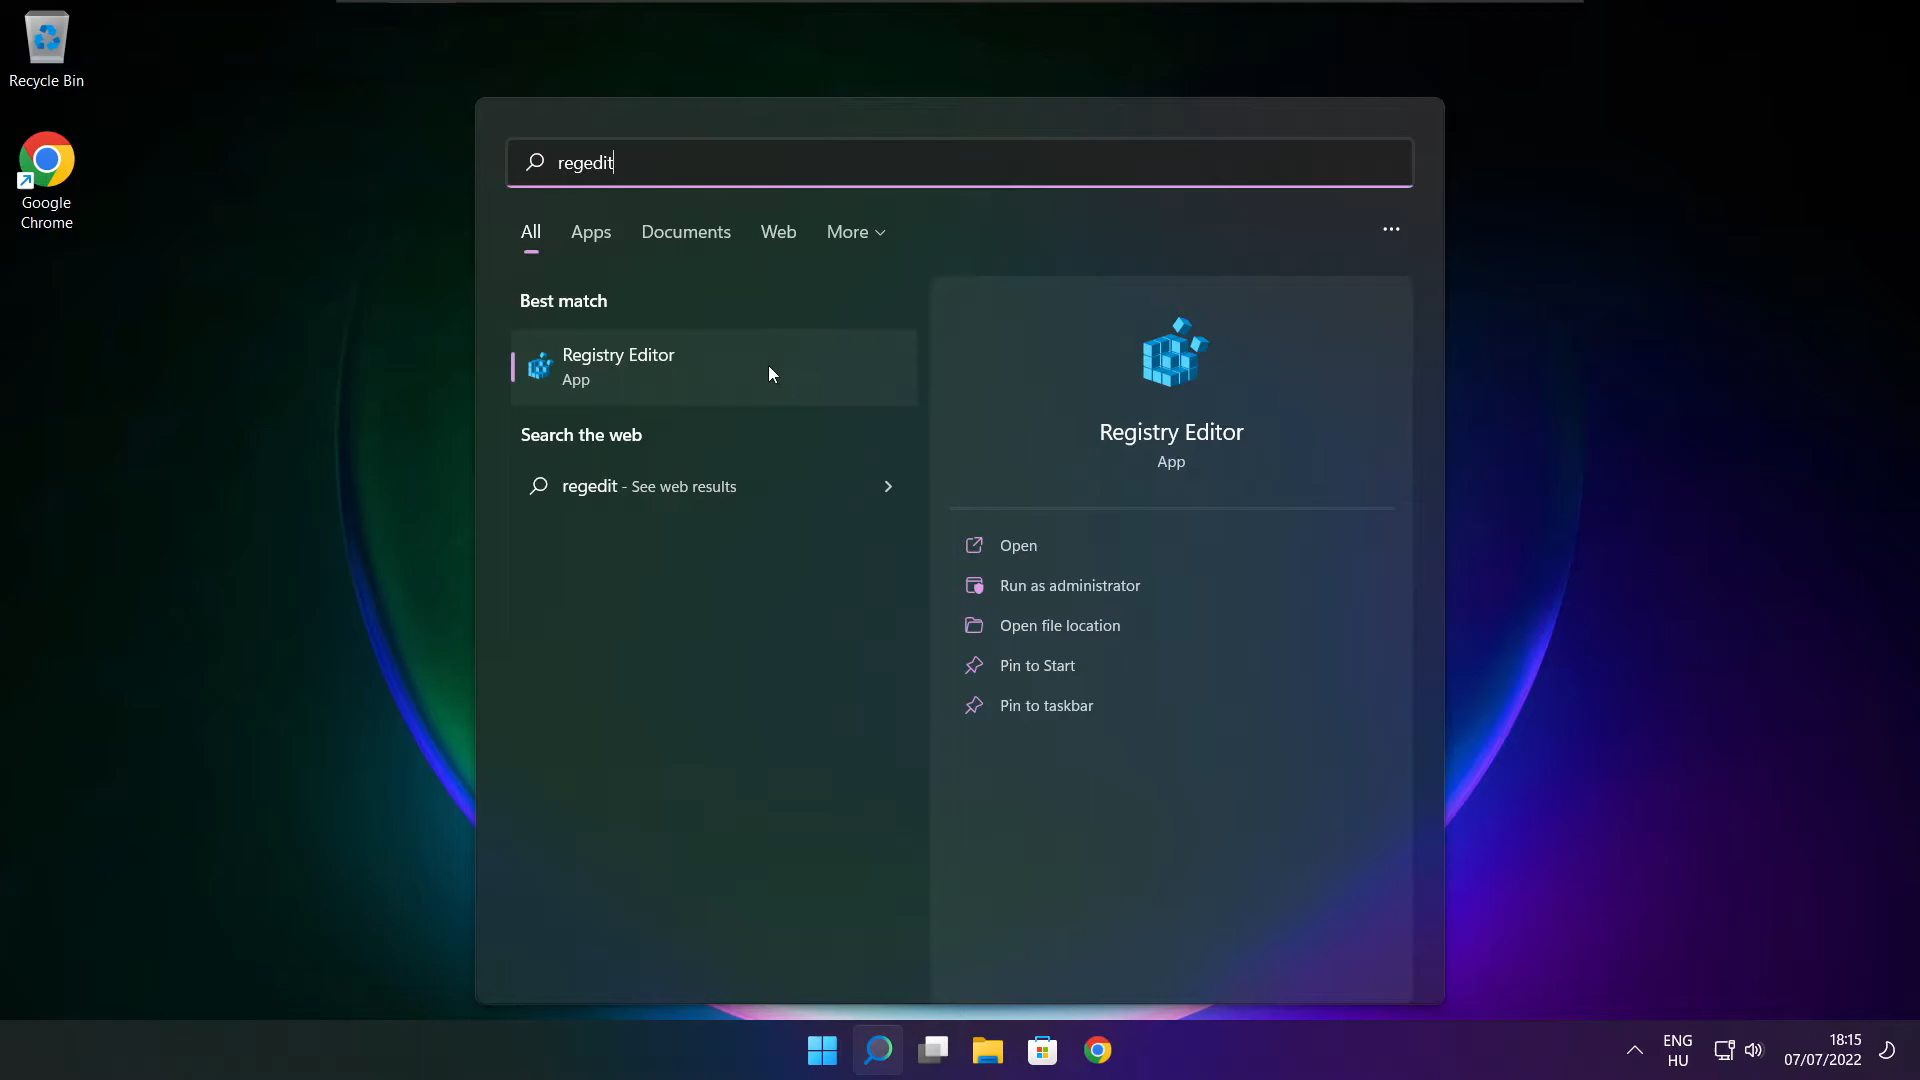 Recycle Bin
Google
Chrome
regedit
All Apps Documents Web More
Best match
Registry Editor
App
Search the web
regedit - See web results
Registry Editor
App
Open
Run as administrator
Open file location
Pin to Start
Pin to taskbar
ENG
HU
18:15
07/07/2022